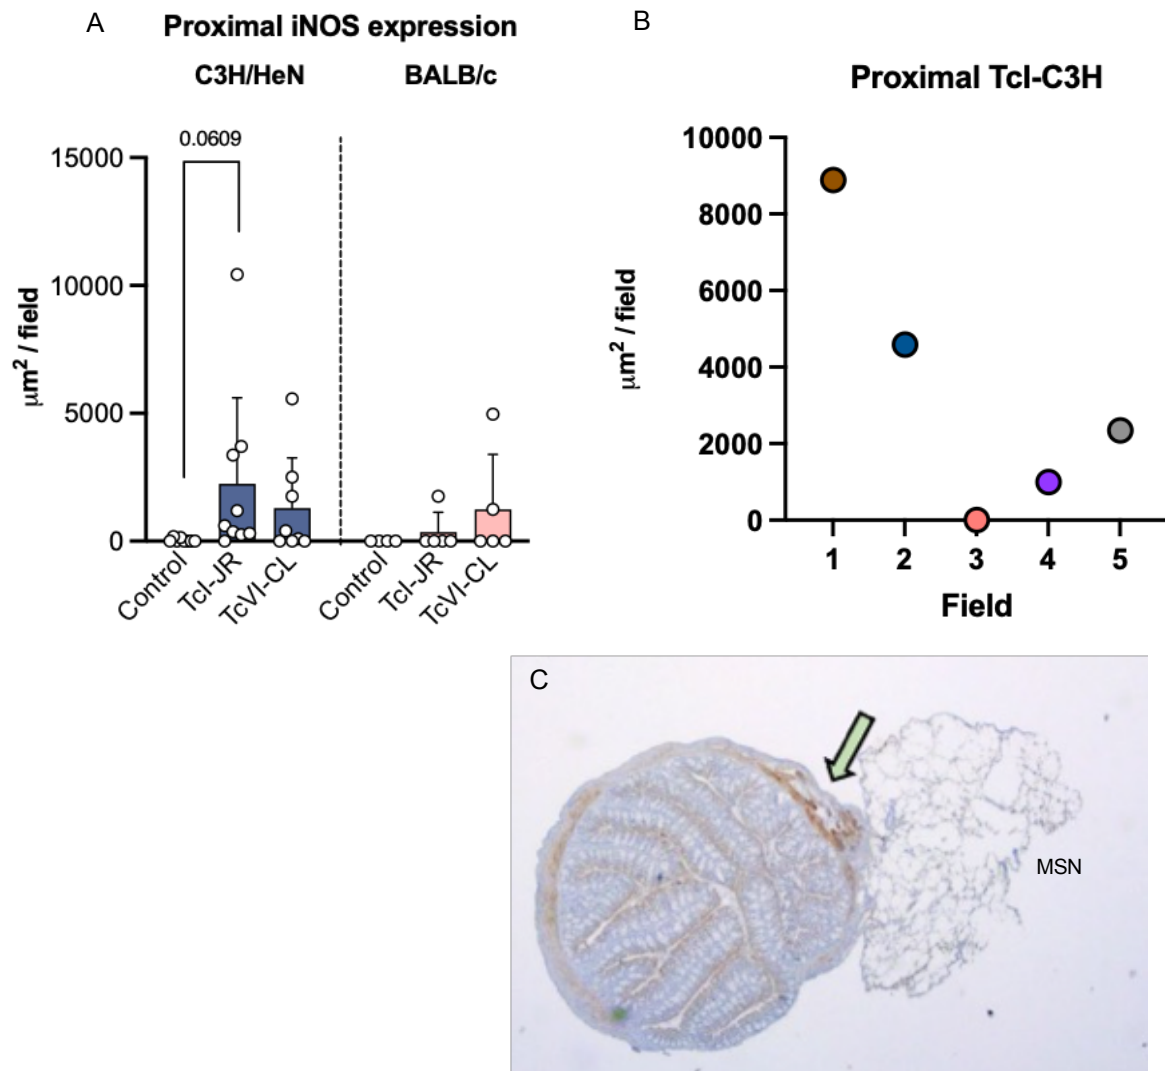 A
Proximal iNOS expression
C3H/HeN
BALB/c
0.0609
15000
10000
5000
0
μm² / field
Control
TcI-JR
TcVI-CL
Control
TcI-JR
TcVI-CL
B
Proximal TcI-C3H
10000
8000
6000
4000
2000
0
μm² / field
1 2 3 4 5
Field
C
MSN